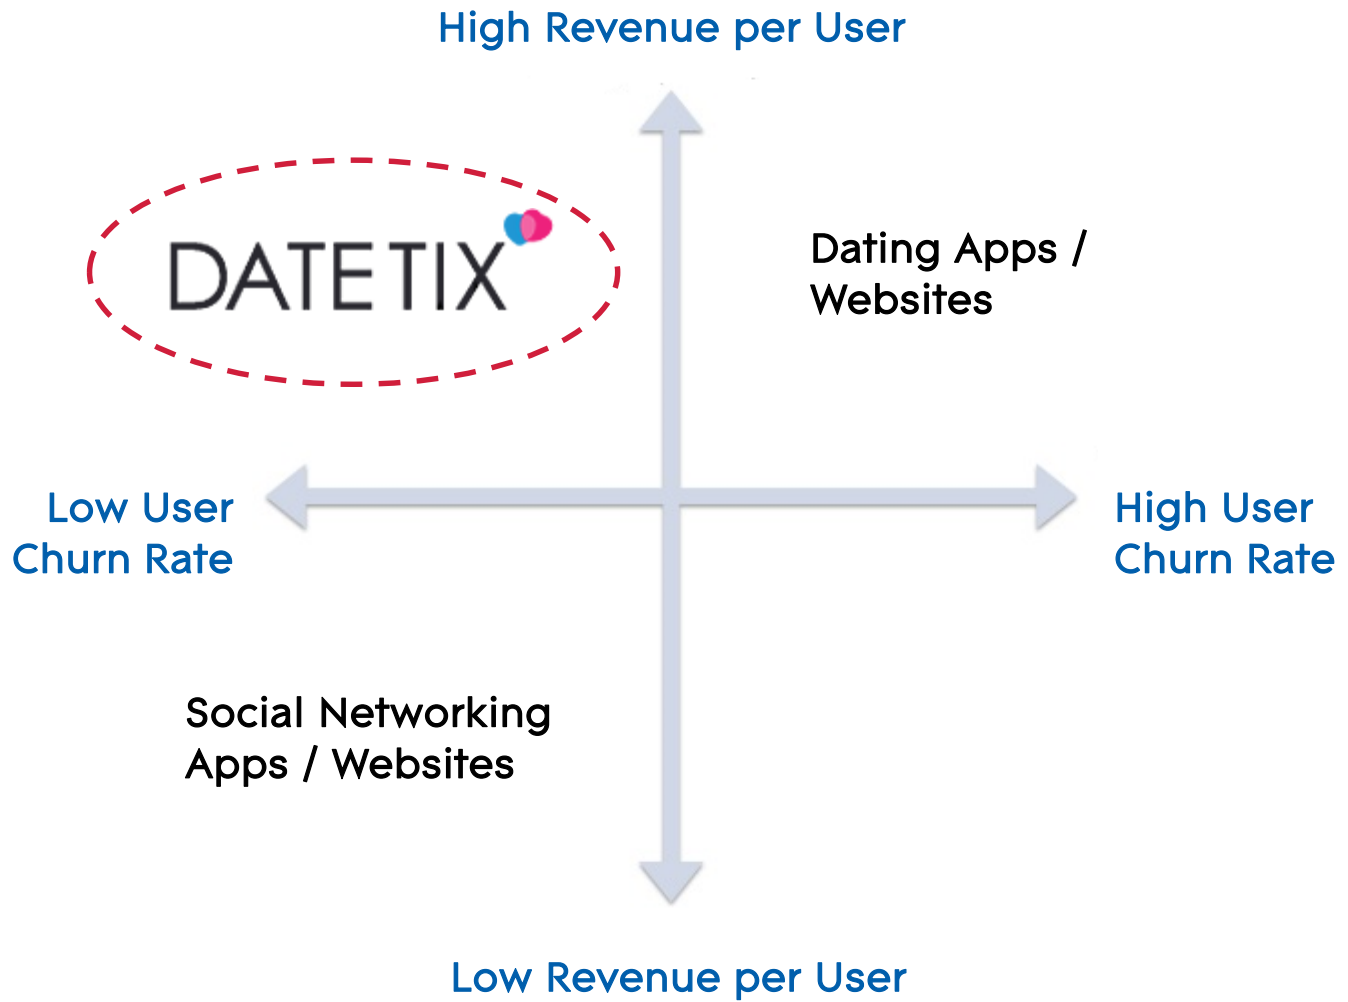 High Revenue per User
DATETIX
Dating Apps /
Websites
Low User
Churn Rate
High User
Churn Rate
Social Networking
Apps / Websites
Low Revenue per User